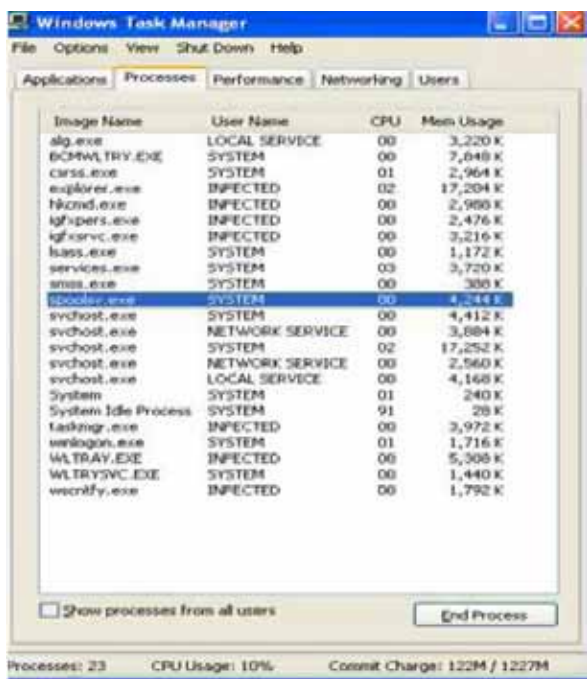 Windows Task Manager
File Options View Shut Down Help
Applications Processes Performance Networking Users
Image Name User Name CPU Mem Usage
alg.exe LOCAL SERVICE 00 3,220 K
BCMWLTRY.EXE SYSTEM 00 7,648 K
csrss.exe SYSTEM 01 2,964 K
explorer.exe INFECTED 02 17,204 K
hkcmd.exe INFECTED 00 2,988 K
igfxpers.exe INFECTED 00 2,476 K
igfxsrvc.exe INFECTED 00 3,216 K
lsass.exe SYSTEM 00 1,172 K
services.exe SYSTEM 03 3,720 K
smss.exe SYSTEM 00 388 K
spoolsv.exe SYSTEM 00 4,244 K
svchost.exe SYSTEM 00 4,412 K
svchost.exe NETWORK SERVICE 00 3,884 K
svchost.exe SYSTEM 02 17,252 K
svchost.exe NETWORK SERVICE 00 2,560 K
svchost.exe LOCAL SERVICE 00 4,168 K
System SYSTEM 01 240 K
System Idle Process SYSTEM 91 28 K
taskmgr.exe INFECTED 00 3,972 K
winlogon.exe SYSTEM 01 1,716 K
WLTRAY.EXE INFECTED 00 5,308 K
WLTRYSVC.EXE SYSTEM 00 1,440 K
wscntfy.exe INFECTED 00 1,792 K
Show processes from all users
End Process
Processes: 23 CPU Usage: 10% Commit Charge: 122M / 1227M